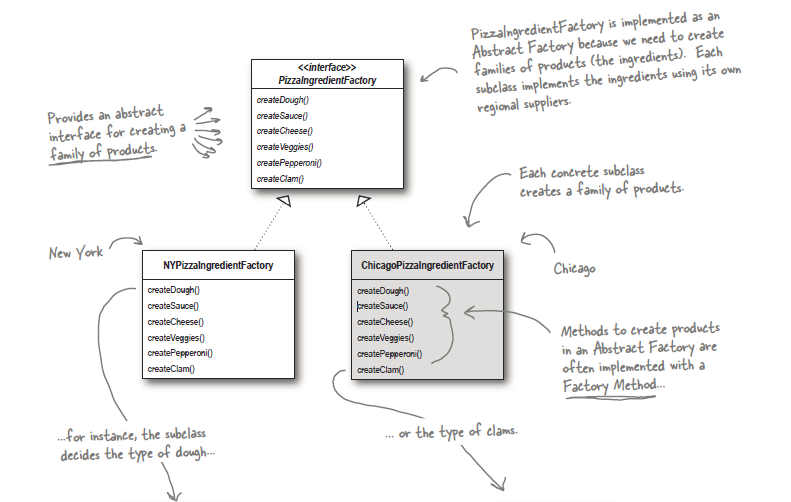 PizzaIngredientFactory is implemented as an
Abstract Factory because we need to create
families of products (the ingredients). Each
subclass implements the ingredients using its own
regional suppliers.
<<interface>>
PizzaIngredientFactory
createDough()
createSauce()
createCheese()
createVeggies()
createPepperoni()
createClam()
Provides an abstract
interface for creating a
family of products.
Each concrete subclass
creates a family of products.
New York
Chicago
NYPizzaIngredientFactory
createDough()
createSauce()
createCheese()
createVeggies()
createPepperoni()
createClam()
ChicagoPizzaIngredientFactory
createDough()
createSauce()
createCheese()
createVeggies()
createPepperoni()
createClam()
Methods to create products
in an Abstract Factory are
often implemented with a
Factory Method...
...for instance, the subclass
decides the type of dough...
... or the type of clams.